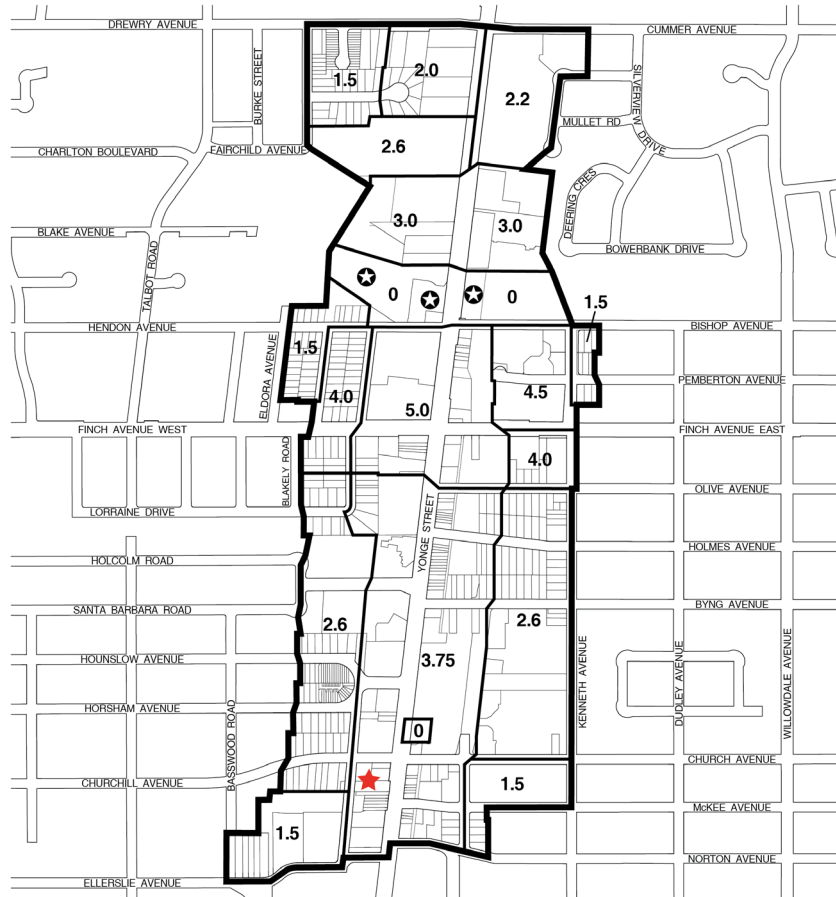 DREWRY AVENUE
CUMMER AVENUE
BURKE STREET
1.5
2.0
2.2
SILVERVIEW DRIVE
MULLET RD
CHARLTON BOULEVARD
FAIRCHILD AVENUE
2.6
DEERING CRES
3.0
3.0
BLAKE AVENUE
TALBOT ROAD
BOWERBANK DRIVE
0
0
1.5
HENDON AVENUE
BISHOP AVENUE
ELDORA AVENUE
1.5
4.0
5.0
4.5
PEMBERTON AVENUE
FINCH AVENUE WEST
FINCH AVENUE EAST
BLAKELY ROAD
4.0
OLIVE AVENUE
LORRAINE DRIVE
YONGE STREET
HOLMES AVENUE
HOLCOLM ROAD
SANTA BARBARA ROAD
BYNG AVENUE
2.6
2.6
HOUNSLOW AVENUE
3.75
KENNETH AVENUE
DUDLEY AVENUE
WILLOWDALE AVENUE
HORSHAM AVENUE
BASSWOOD ROAD
0
CHURCH AVENUE
CHURCHILL AVENUE
1.5
McKEE AVENUE
1.5
NORTON AVENUE
ELLERSLIE AVENUE